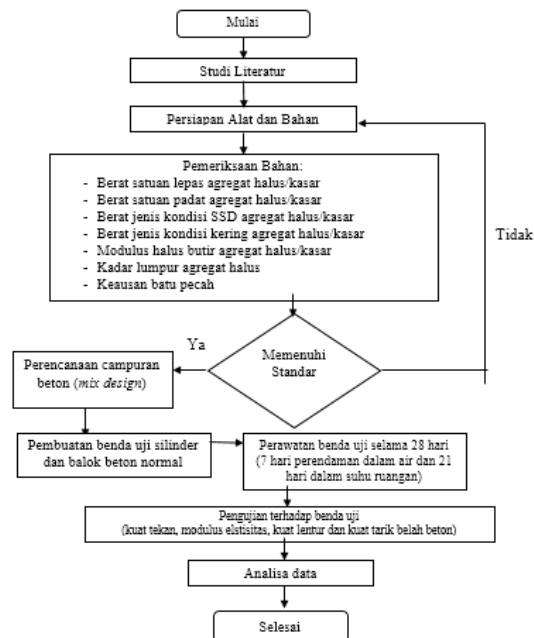 Mulai
Studi Literatur
Persiapan Alat dan Bahan
Pemeriksaan Bahan:
- Berat satuan lepas agregat halus/kasar
- Berat satuan padat agregat halus/kasar
- Berat jenis kondisi SSD agregat halus/kasar
- Berat jenis kondisi kering agregat halus/kasar
- Modulus halus butir agregat halus/kasar
- Kadar lumpur agregat halus
- Keausan batu pecah
Tidak
Ya
Memenuhi
Standar
Perencanaan campuran
beton (mix design)
Pembuatan benda uji silinder
dan balok beton normal
Perawatan benda uji selama 28 hari
(7 hari perendaman dalam air dan 21
hari dalam suhu ruangan)
Pengujian terhadap benda uji
(kuat tekan, modulus elstisitas, kuat lentur dan kuat tarik belah beton)
Analisa data
Selesai